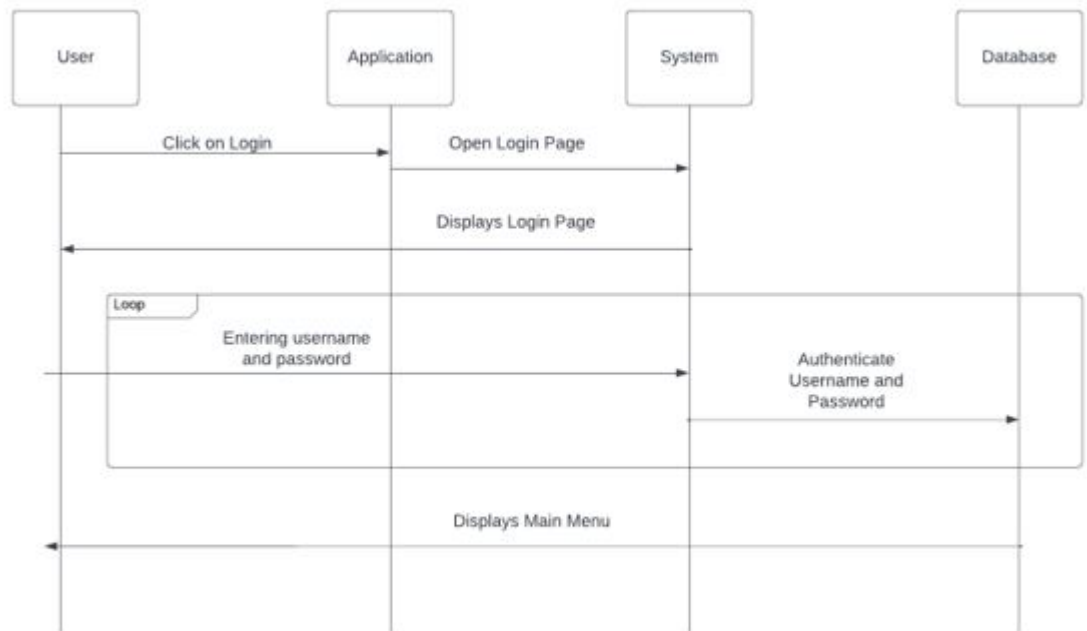 User
Application
System
Database
Click on Login
Open Login Page
Displays Login Page
Loop
Entering username
and password
Authenticate
Username and
Password
Displays Main Menu